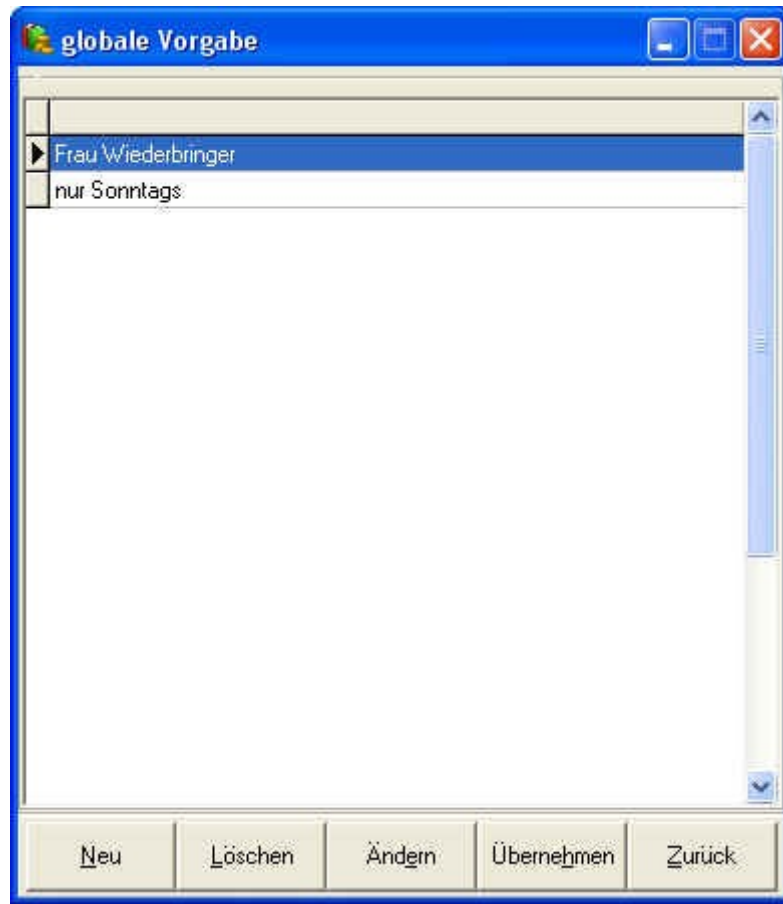 globale Vorgabe
Frau Wiederbringer
nur Sonntags
Neu Löschen Ändern Übernehmen Zurück